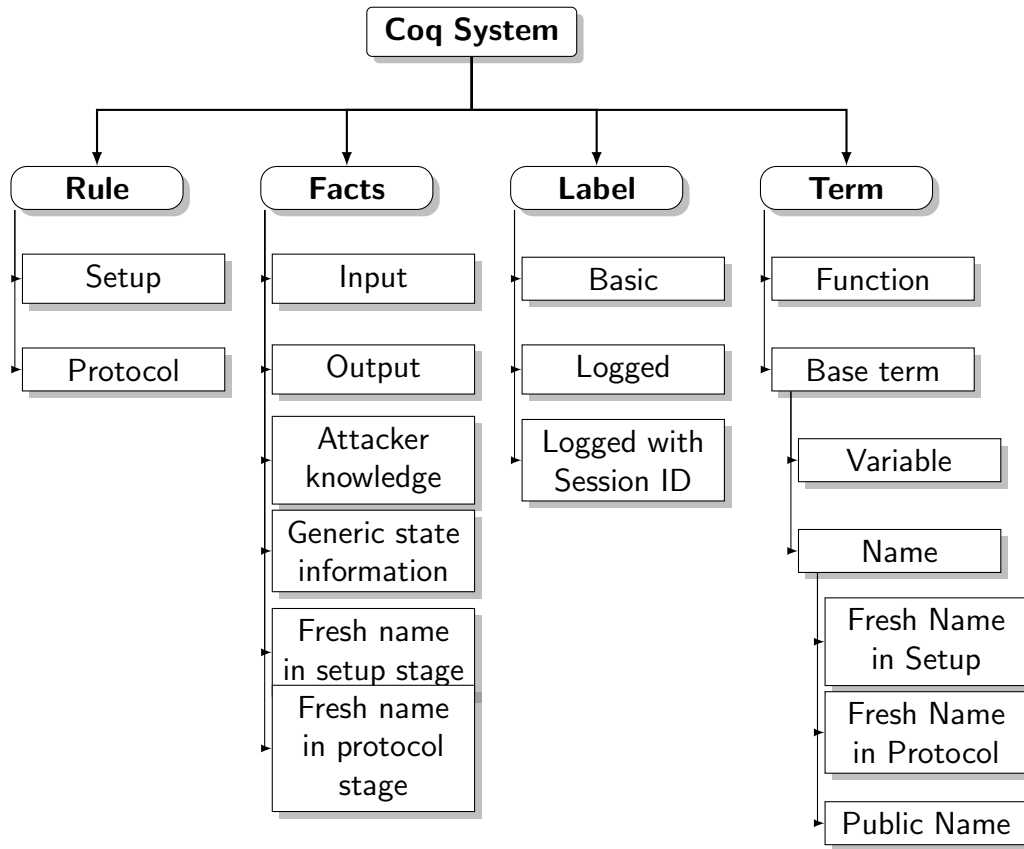 Coq System
Rule
Facts
Label
Term
Setup
Protocol
Input
Output
Attacker
knowledge
Generic state
information
Fresh name
in setup stage
Fresh name
in protocol
stage
Basic
Logged
Logged with
Session ID
Function
Base term
Variable
Name
Fresh Name
in Setup
Fresh Name
in Protocol
Public Name